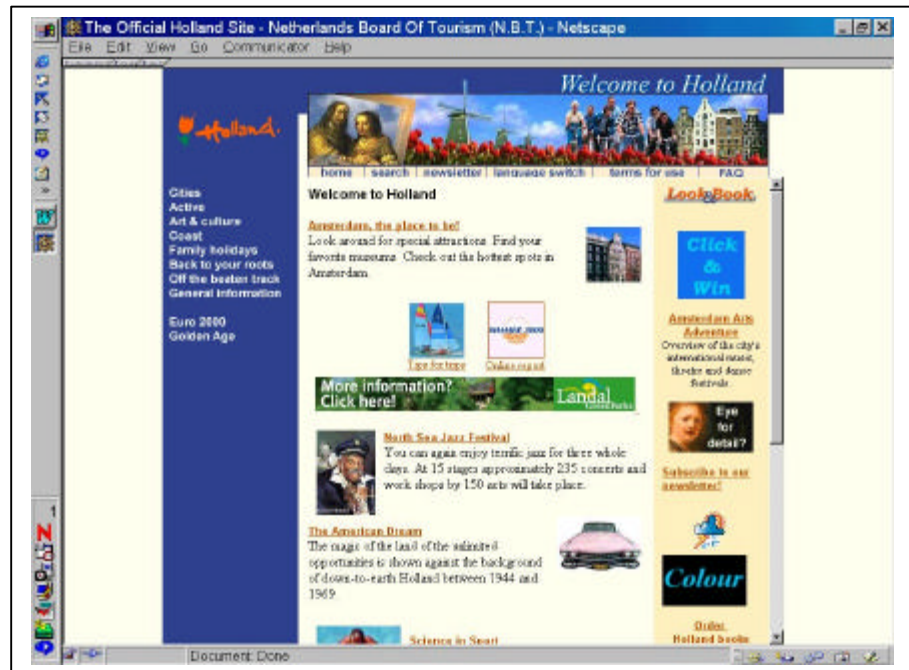 The Official Holland Site - Netherlands Board Of Tourism (N.B.T.) - Netscape
File Edit View Go Communicator Help
Welcome to Holland
Holland.
home | search | newsletter | language switch | terms for use | FAQ
Cities
Active
Art & culture
Coast
Family holidays
Back to your roots
Off the beaten track
General information
Euro 2000
Golden Age
Welcome to Holland
Amsterdam, the place to be!
Look around for special attractions. Find your
favorite museums. Check out the hottest spots in
Amsterdam.
More information?
Click here!
Landal
North Sea Jazz Festival
You can again enjoy terrific jazz for three whole
days. At 15 stages approximately 235 concerts and
work shops by 150 acts will take place.
The American Dream
The magic of the land of the unlimited
opportunities is shown against the background
of down-to-earth Holland between 1944 and
1969
Science in Sport
Look&Book
Click
&
Win
Amsterdam Arts
Adventure
Overview of the city's
international music,
theatre and dance
festivals.
Eye
for
detail?
Subscribe to our
newsletter!
Colour
Order
Holland books
1
Document: Done